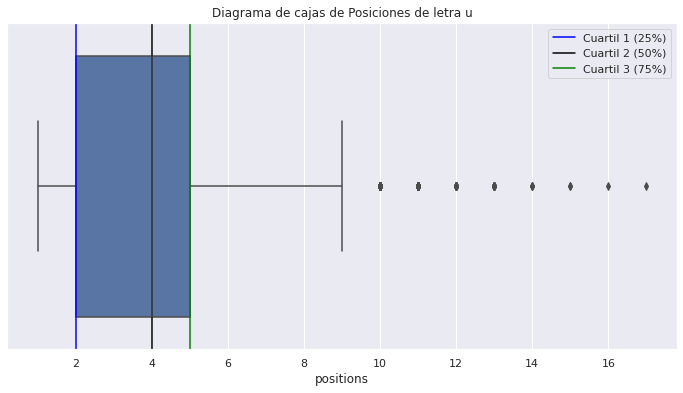 Diagrama de cajas de Posiciones de letra u
Cuartil 1 (25%)
Cuartil 2 (50%)
Cuartil 3 (75%)
2 4 6 8 10 12 14 16
positions